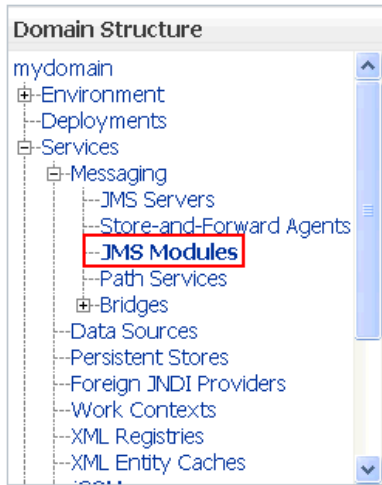 Domain Structure
mydomain
Environment
Deployments
Services
Messaging
JMS Servers
Store-and-Forward Agents
JMS Modules
Path Services
Bridges
Data Sources
Persistent Stores
Foreign JNDI Providers
Work Contexts
XML Registries
XML Entity Caches